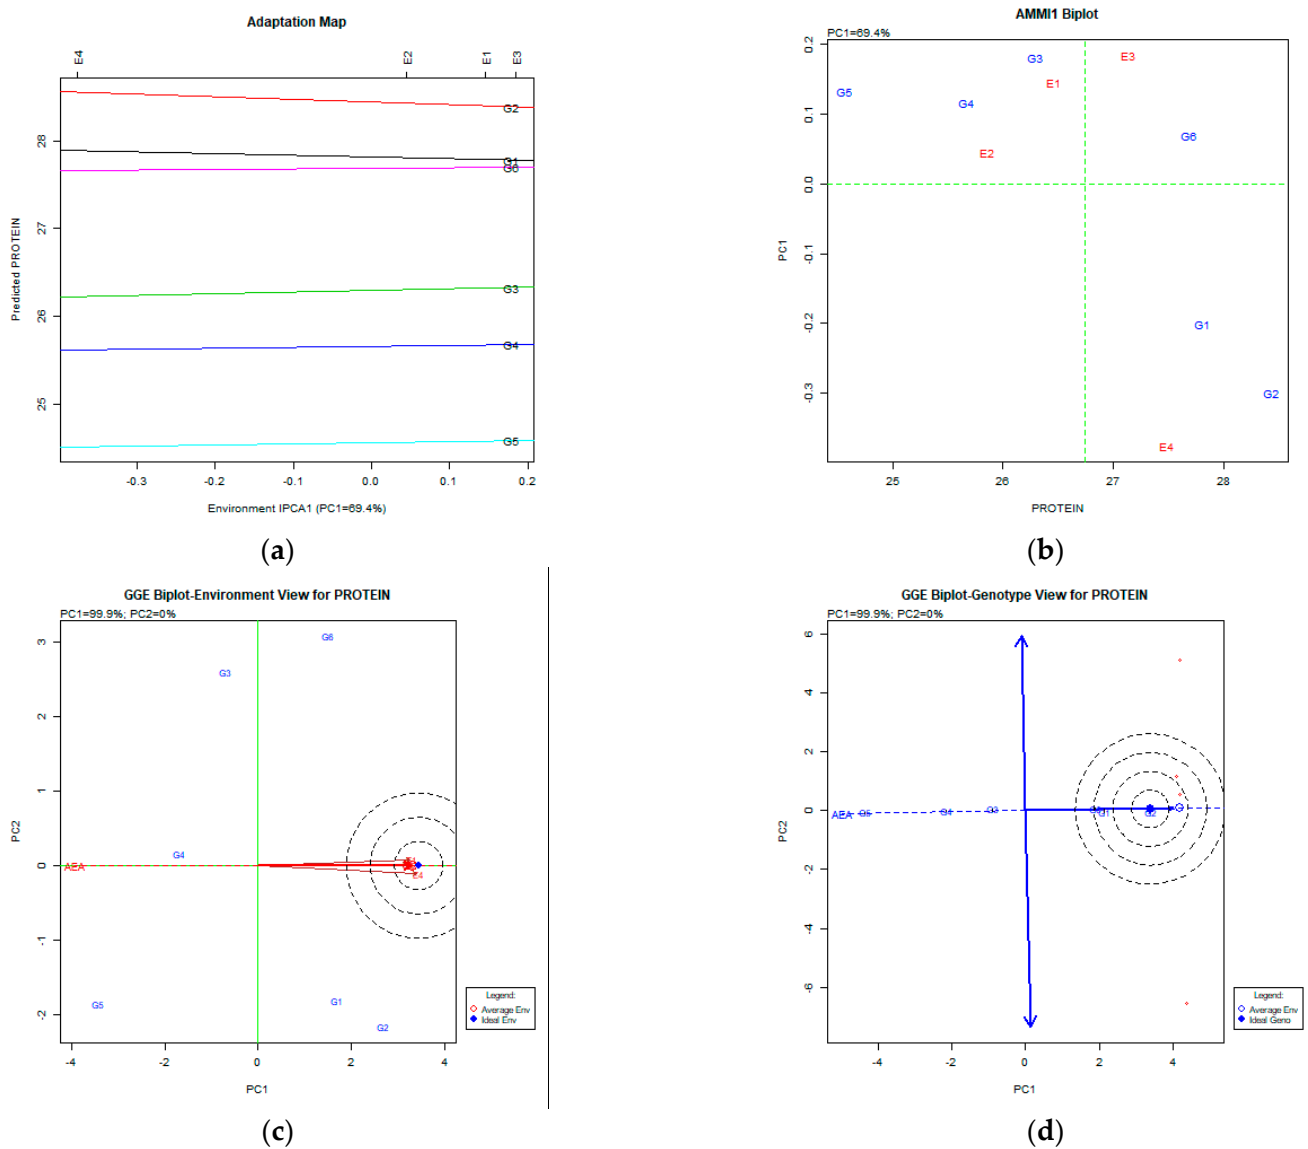 Adaptation Map
E4 E2 E1 E3
G2
G1
G6
G3
G4
G5
28
27
26
25
Predicted PROTEIN
-0.3 -0.2 -0.1 0.0 0.1 0.2
Environment IPCA1 (PC1=69.4%)
(a)
AMMI1 Biplot
PC1=69.4%
0.2
0.1
0.0
-0.1
-0.2
-0.3
PC1
G3
E3
E1
G5
G4
G6
E2
G1
G2
E4
25 26 27 28
PROTEIN
(b)
GGE Biplot-Environment View for PROTEIN
PC1=99.9%; PC2=0%
3
2
1
0
-1
-2
PC2
G6
G3
G4
AEA
E4
G5
G1
G2
-4 -2 0 2 4
PC1
Legend:
Average Env
Ideal Env
(c)
GGE Biplot-Genotype View for PROTEIN
PC1=99.9%; PC2=0%
6
4
2
0
-2
-4
-6
PC2
AEA G5 G4 G3 G1 G2
-4 -2 0 2 4
PC1
Legend:
Average Env
Ideal Geno
(d)